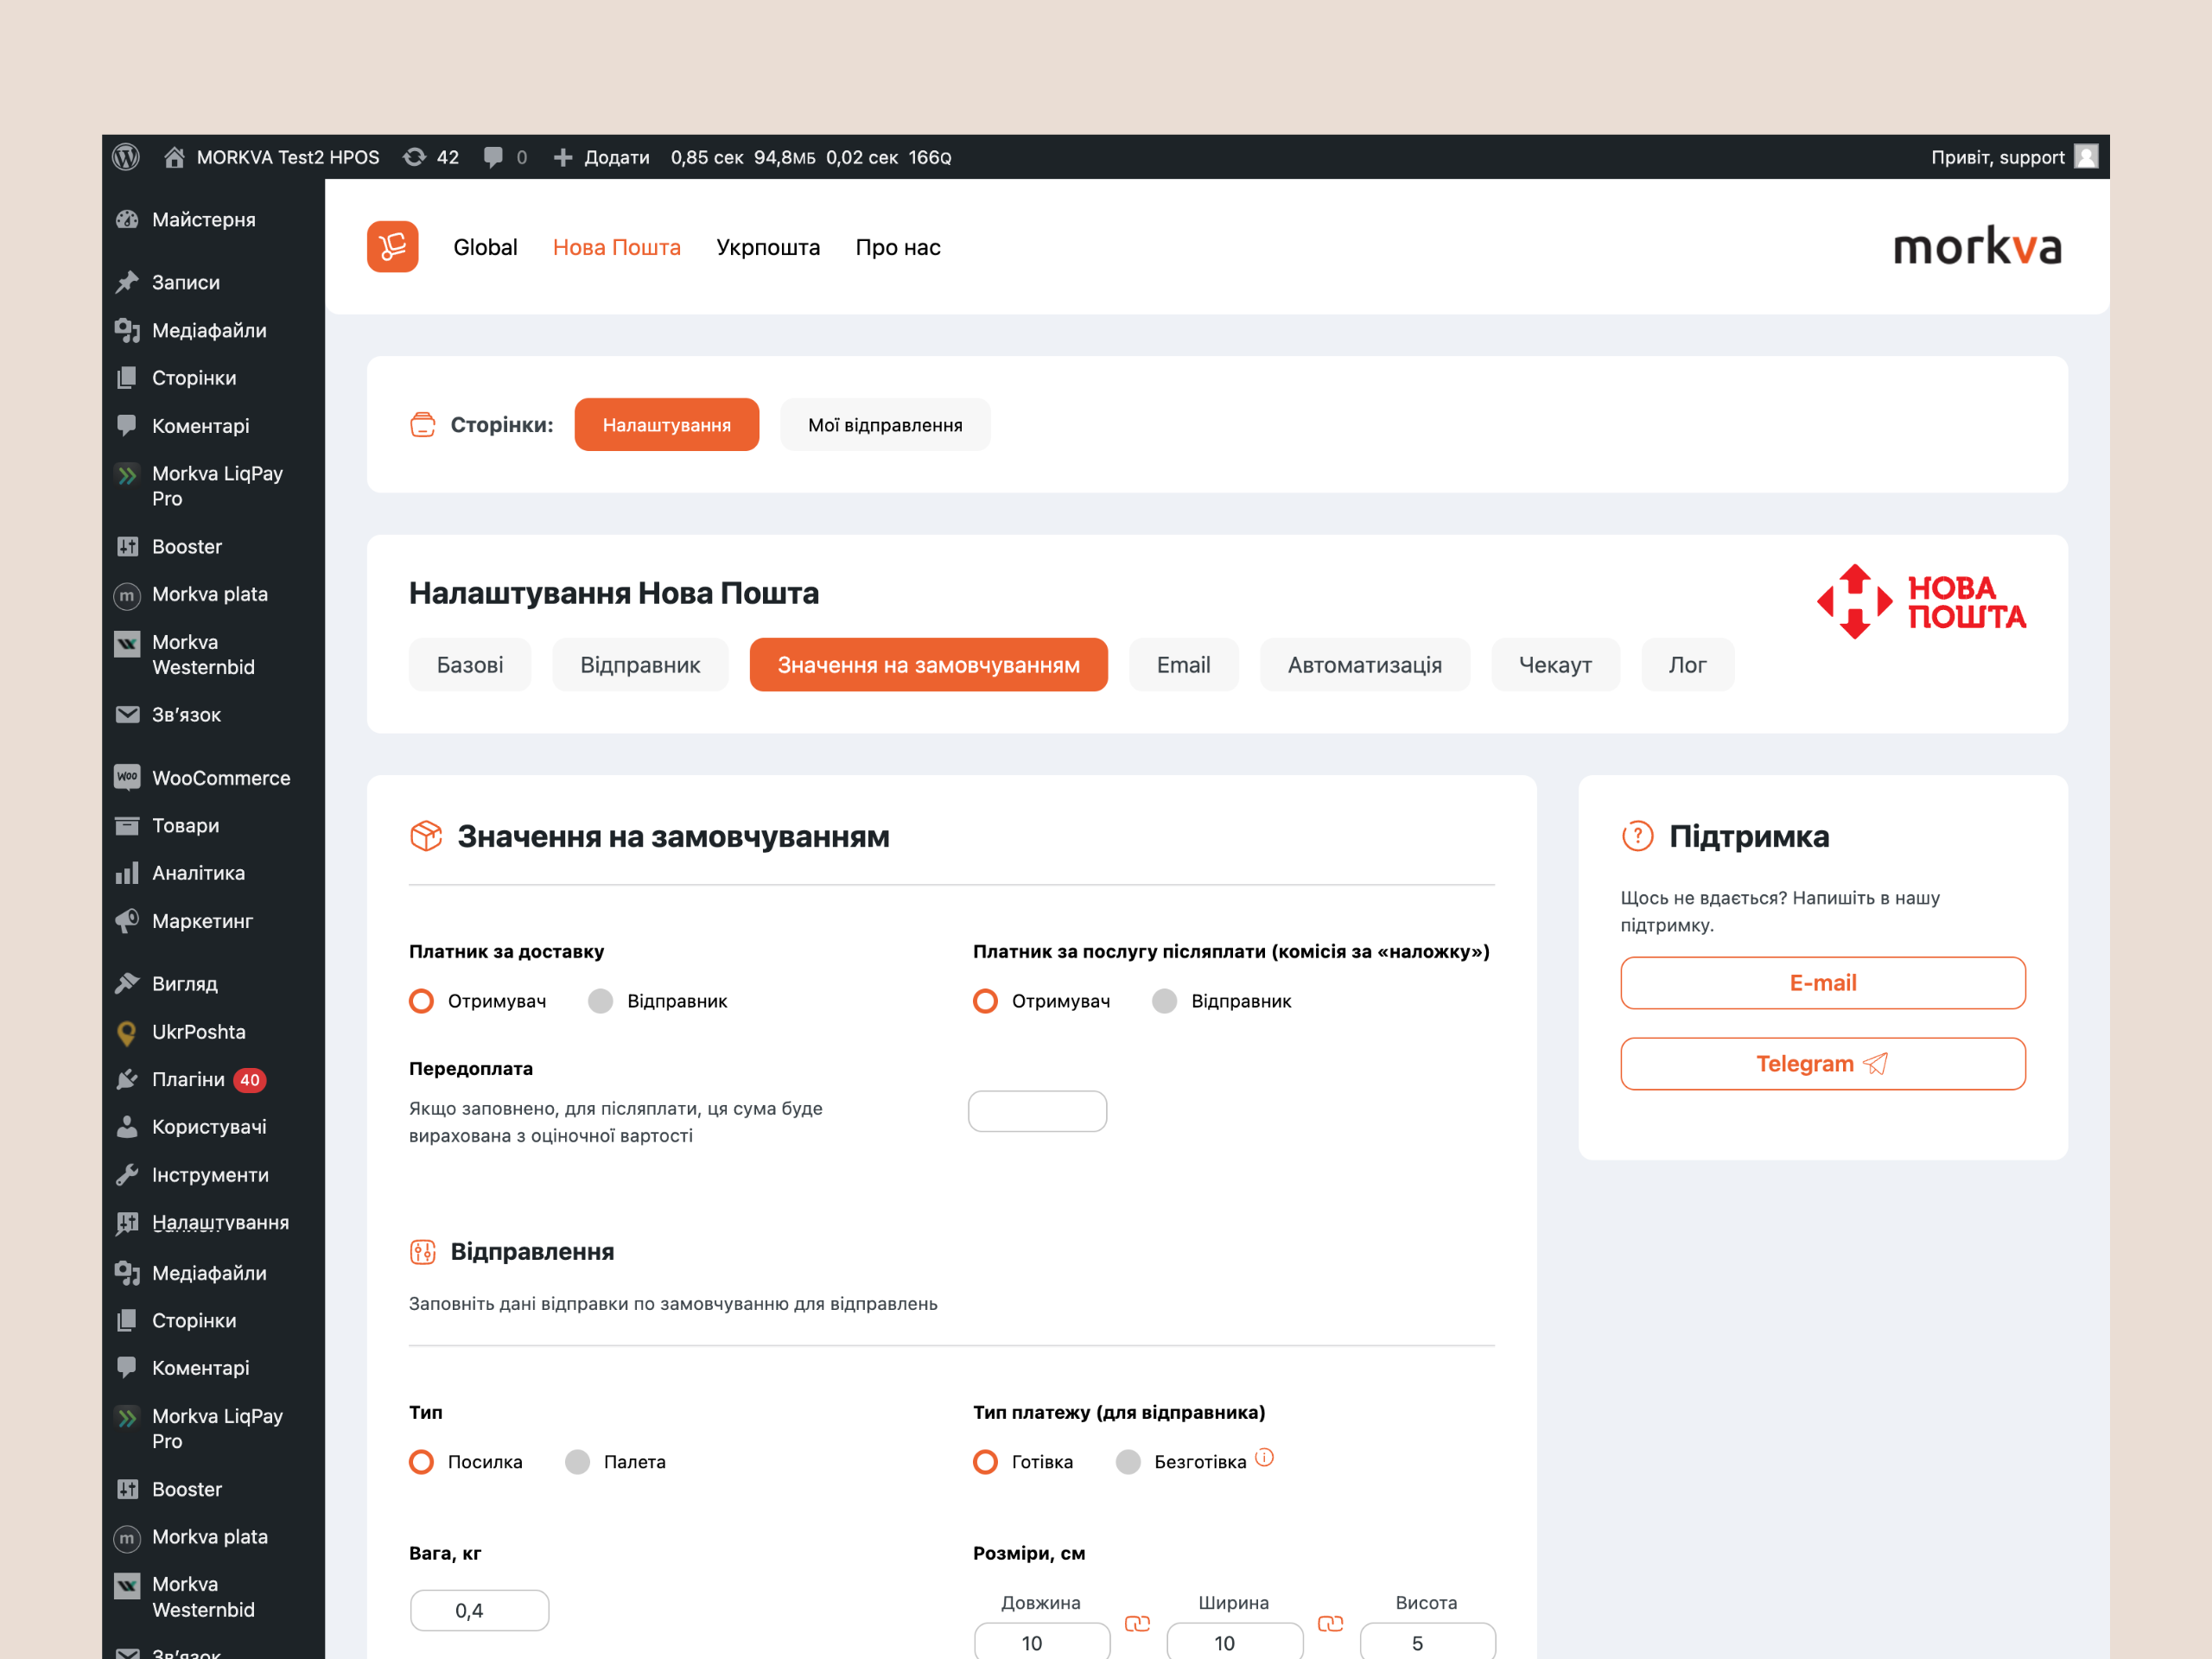 MORKVA Test2 HPOS 42 0 Додати 0,85 сек 94,8МБ 0,02 сек 166Q
Привіт, support
Майстерня
Записи
Медіафайли
Сторінки
Коментарі
Morkva LiqPay
Pro
Booster
Morkva plata
Morkva
Westernbid
Зв’язок
WooCommerce
Товари
Аналітика
Маркетинг
Вигляд
UkrPoshta
Плагіни 40
Користувачі
Інструменти
Налаштування
Медіафайли
Сторінки
Коментарі
Morkva LiqPay
Pro
Booster
Morkva plata
Morkva
Westernbid
Зв’язок
Global Нова Пошта Укрпошта Про нас
morkva
Сторінки: Налаштування Мої відправлення
Налаштування Нова Пошта
НОВА
ПОШТА
Базові Відправник Значення на замовчуванням Email Автоматизація Чекаут Лог
Значення на замовчуванням
Платник за доставку
Отримувач Відправник
Платник за послугу післяплати (комісія за «наложку»)
Отримувач Відправник
Передоплата
Якщо заповнено, для післяплати, ця сума буде
вирахована з оціночної вартості
Відправлення
Заповніть дані відправки по замовчуванню для відправлень
Тип
Посилка Палета
Тип платежу (для відправника)
Готівка Безготівка
Вага, кг
0,4
Розміри, см
Довжина Ширина Висота
10 10 5
Підтримка
Щось не вдається? Напишіть в нашу
підтримку.
E-mail
Telegram